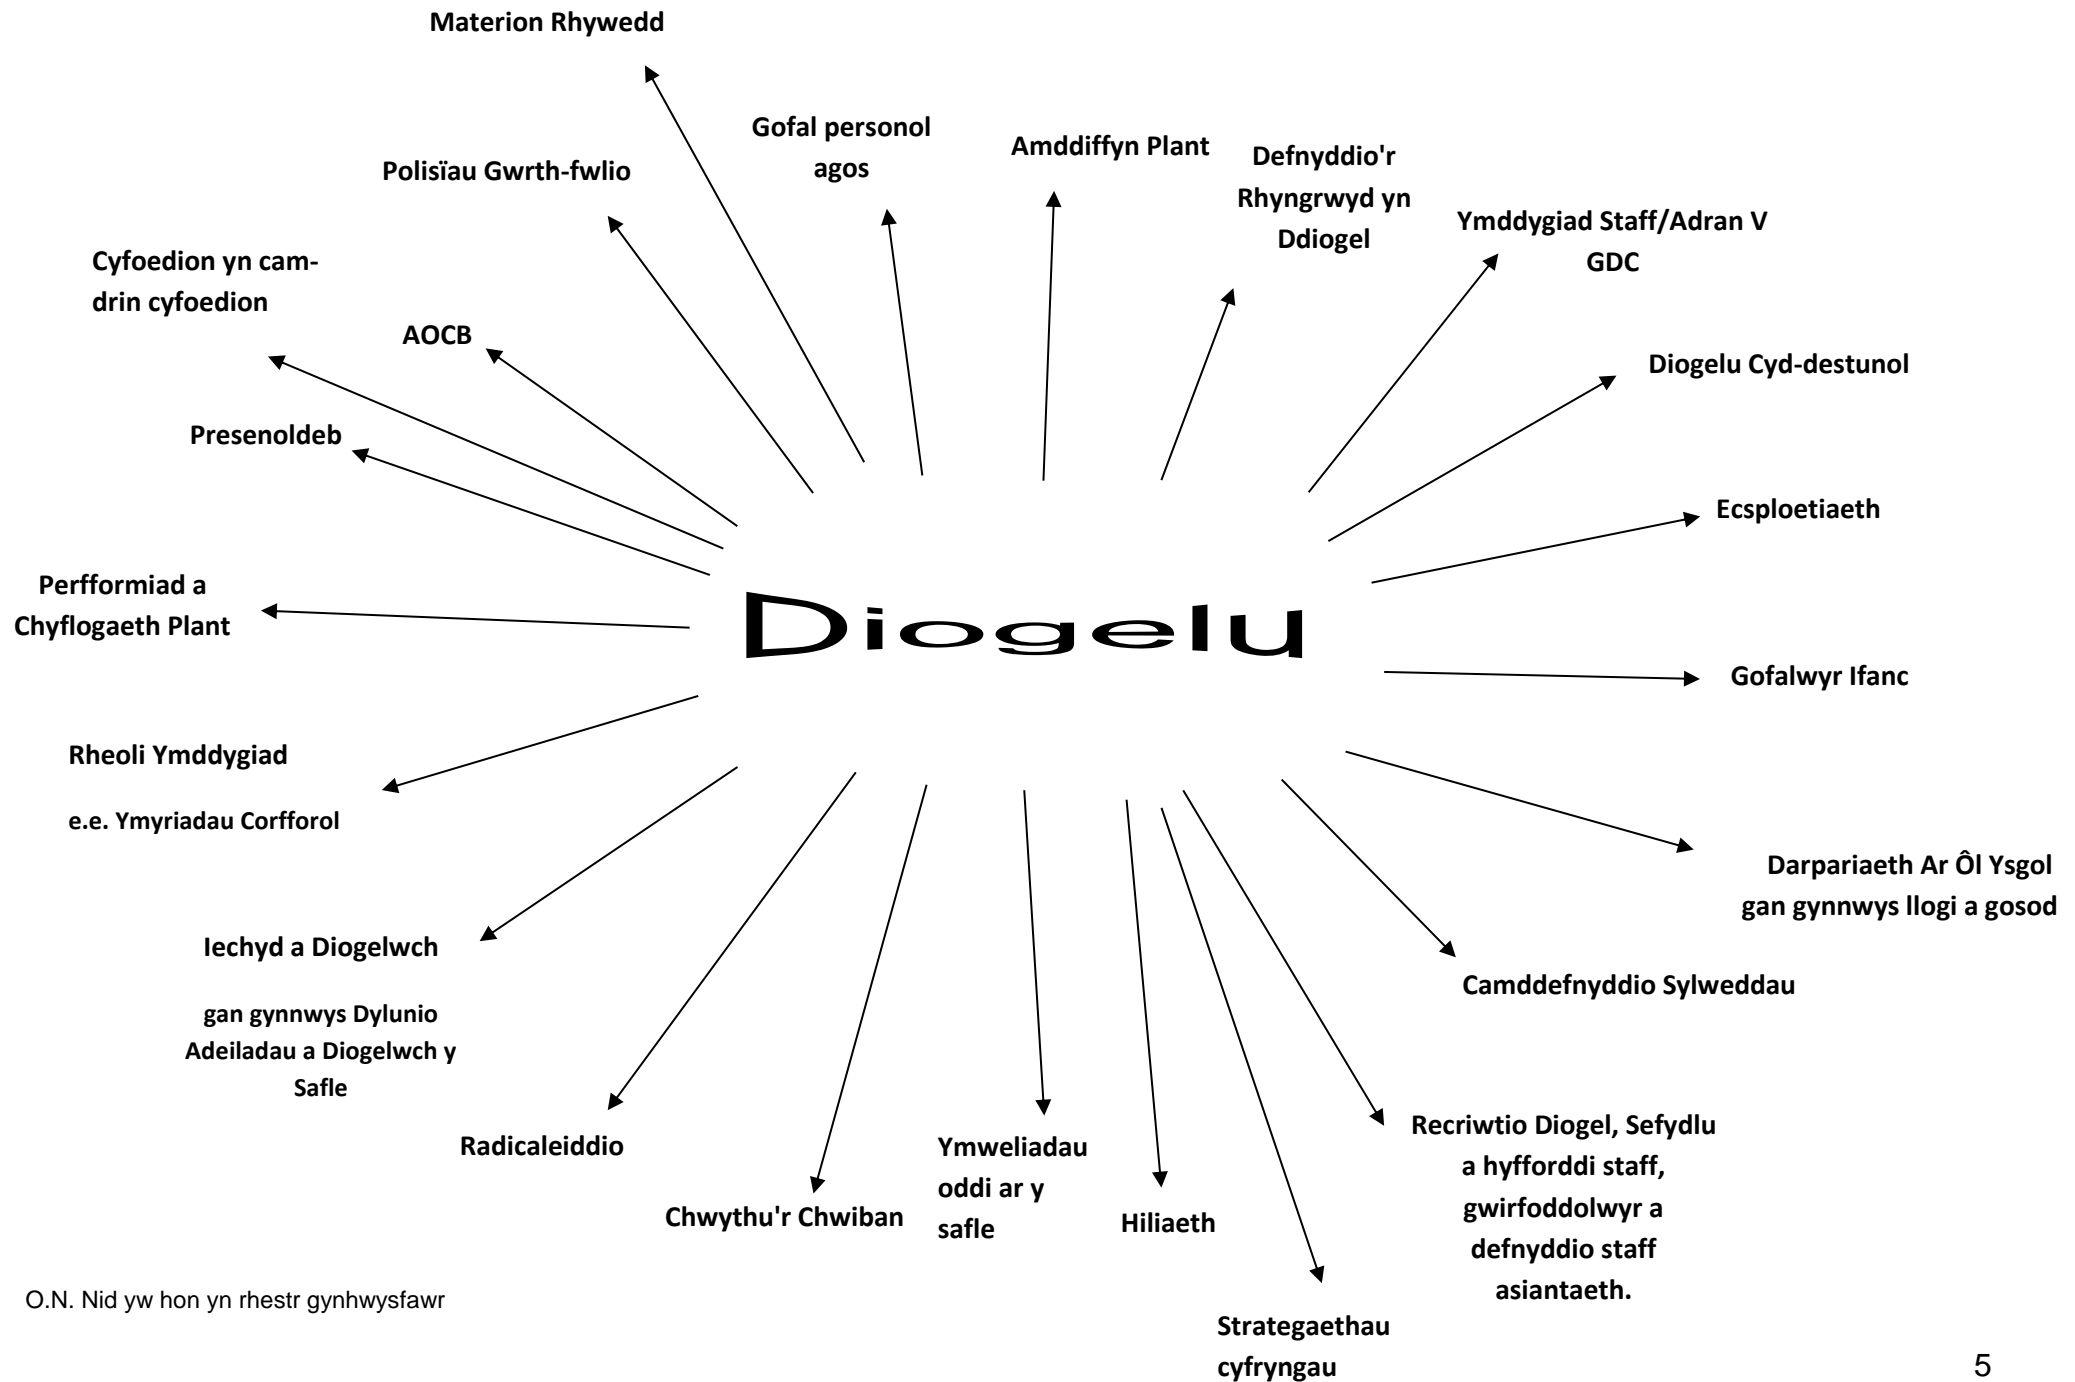 Materion Rhywedd
Gofal personol
agos
Amddiffyn Plant
Defnyddio'r
Rhyngrwyd yn
Ddiogel
Polisïau Gwrth-fwlio
Ymddygiad Staff/Adran V
GDC
Cyfoedion yn cam-
drin cyfoedion
AOCB
Diogelu Cyd-destunol
Presenoldeb
Ecsploetiaeth
Perfformiad a
Chyflogaeth Plant
Diogelu
Gofalwyr Ifanc
Rheoli Ymddygiad
e.e. Ymyriadau Corfforol
Darpariaeth Ar Ôl Ysgol
gan gynnwys llogi a gosod
Iechyd a Diogelwch
gan gynnwys Dylunio
Adeiladau a Diogelwch y
Safle
Camddefnyddio Sylweddau
Radicaleiddio
Chwythu'r Chwiban
Ymweliadau
oddi ar y
safle
Hiliaeth
Recriwtio Diogel, Sefydlu
a hyfforddi staff,
gwirfoddolwyr a
defnyddio staff
asiantaeth.
Strategaethau
cyfryngau
O.N. Nid yw hon yn rhestr gynhwysfawr
5